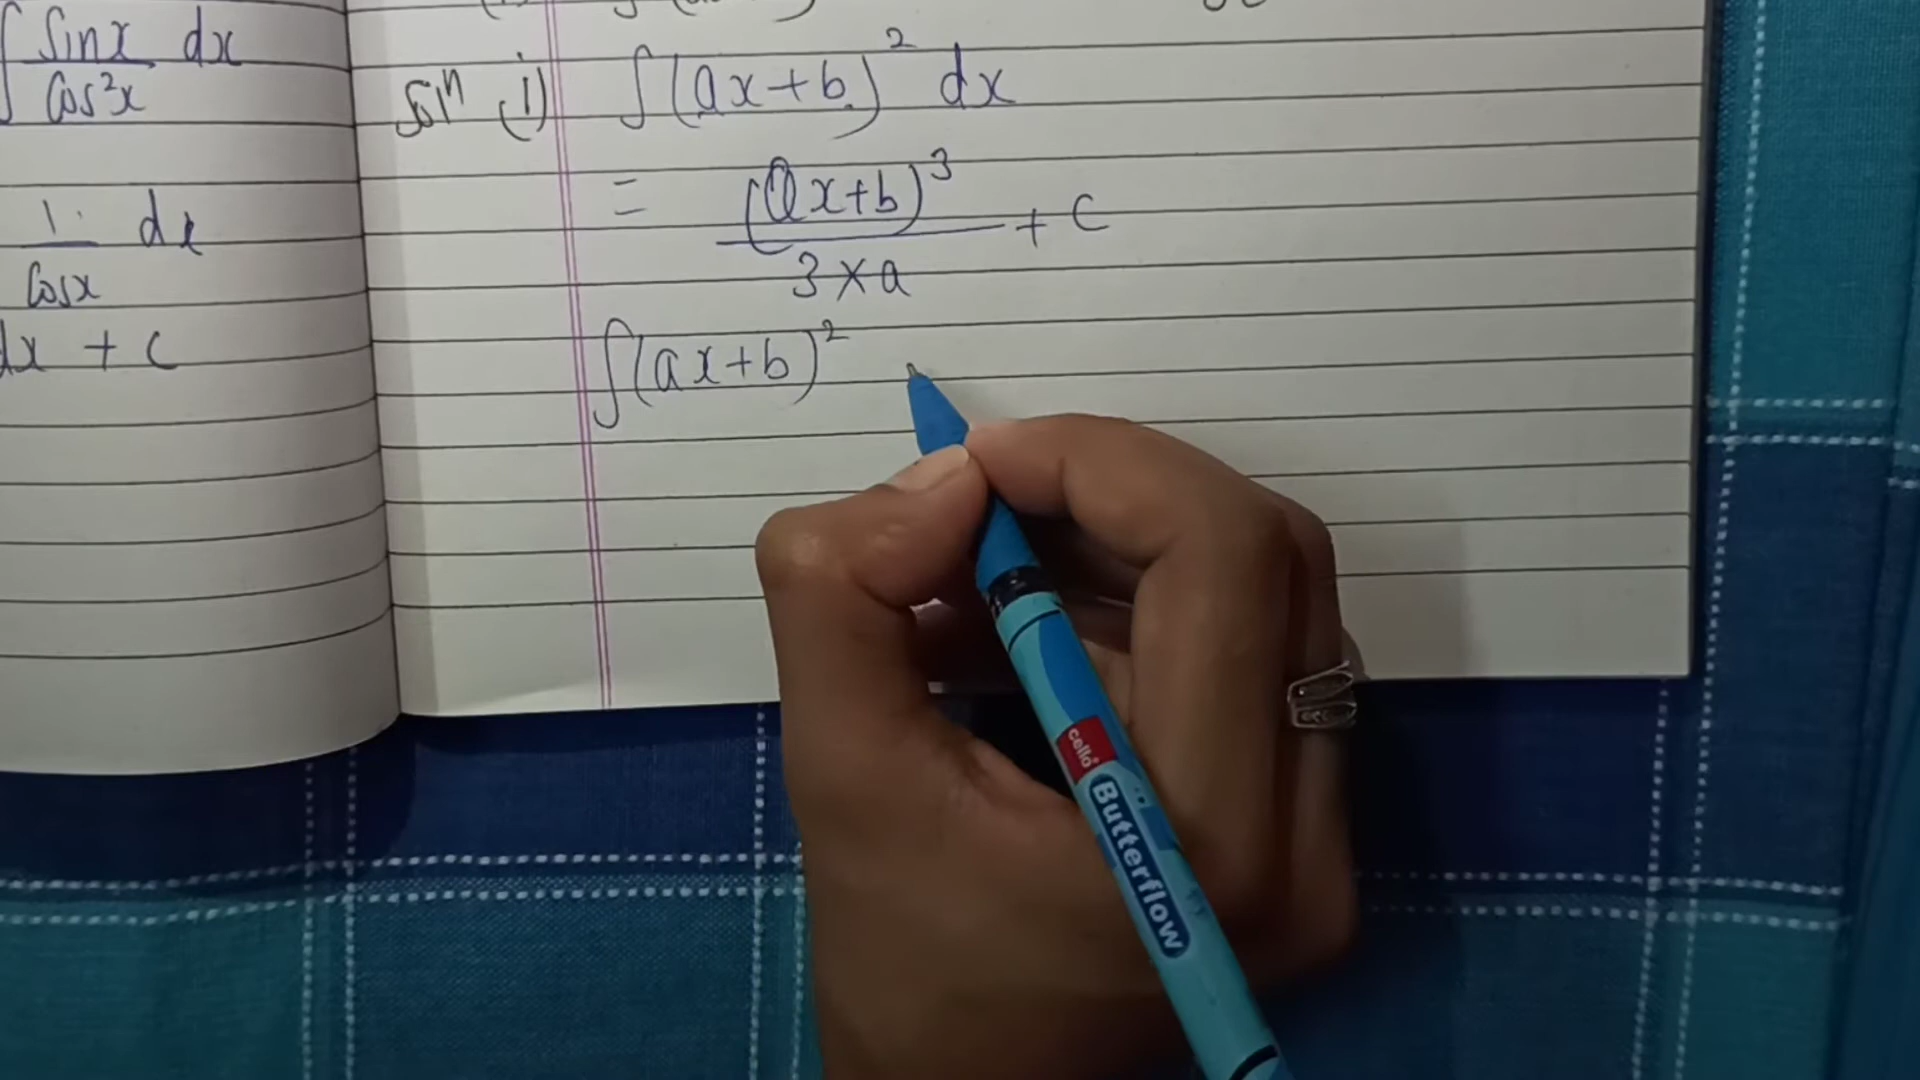 ∫ sinx/cos²x dx
1/cosx dx
dx + c
Solⁿ (i) ∫(ax+b)² dx
= (ax+b)³/3×a + c
∫(ax+b)²
cello
Butterflow